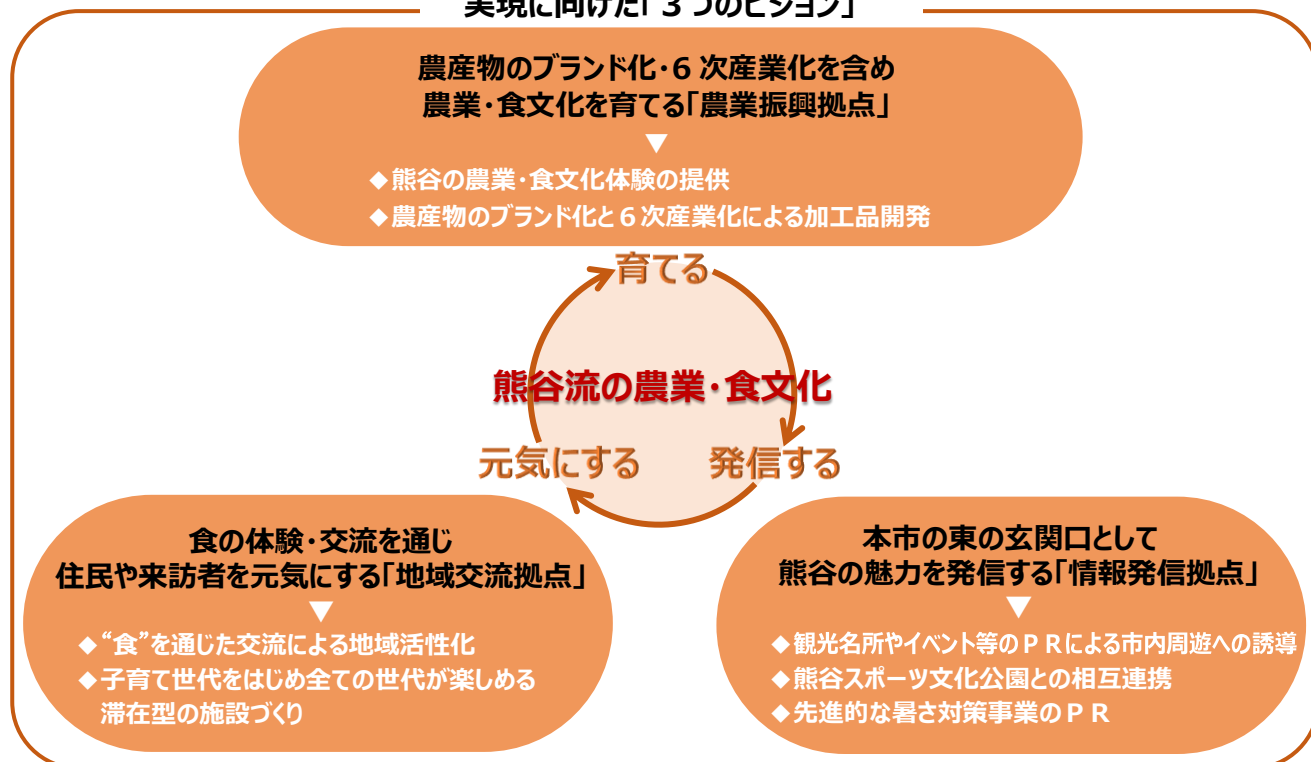 実現に向けた「３つのビジョン」
農産物のブランド化・６次産業化を含め
農業・食文化を育てる「農業振興拠点」
▼
◆熊谷の農業・食文化体験の提供
◆農産物のブランド化と６次産業化による加工品開発
育てる
熊谷流の農業・食文化
元気にする
発信する
食の体験・交流を通じ
住民や来訪者を元気にする「地域交流拠点」
▼
◆“食”を通じた交流による地域活性化
◆子育て世代をはじめ全ての世代が楽しめる
滞在型の施設づくり
本市の東の玄関口として
熊谷の魅力を発信する「情報発信拠点」
▼
◆観光名所やイベント等のＰＲによる市内周遊への誘導
◆熊谷スポーツ文化公園との相互連携
◆先進的な暑さ対策事業のＰＲ